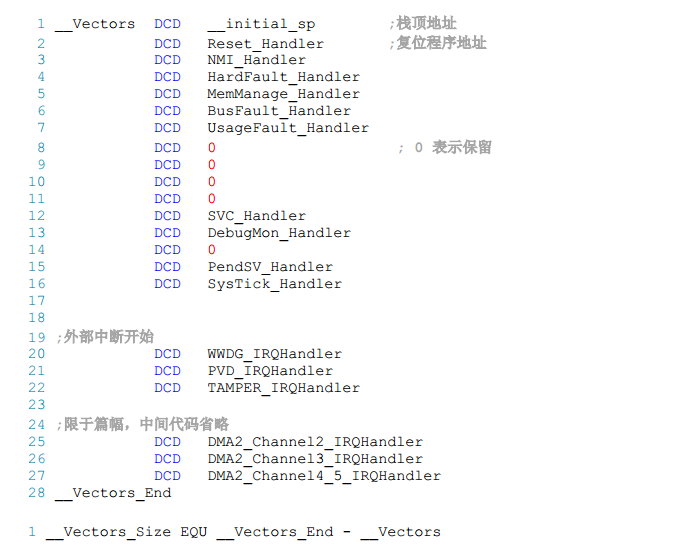 1 __Vectors DCD __initial_sp ;栈顶地址
2 DCD Reset_Handler ;复位程序地址
3 DCD NMI_Handler
4 DCD HardFault_Handler
5 DCD MemManage_Handler
6 DCD BusFault_Handler
7 DCD UsageFault_Handler
8 DCD 0 ; 0 表示保留
9 DCD 0
10 DCD 0
11 DCD 0
12 DCD SVC_Handler
13 DCD DebugMon_Handler
14 DCD 0
15 DCD PendSV_Handler
16 DCD SysTick_Handler
17
18
19 ;外部中断开始
20 DCD WWDG_IRQHandler
21 DCD PVD_IRQHandler
22 DCD TAMPER_IRQHandler
23
24 ;限于篇幅，中间代码省略
25 DCD DMA2_Channel2_IRQHandler
26 DCD DMA2_Channel3_IRQHandler
27 DCD DMA2_Channel4_5_IRQHandler
28 __Vectors_End
1 __Vectors_Size EQU __Vectors_End - __Vectors